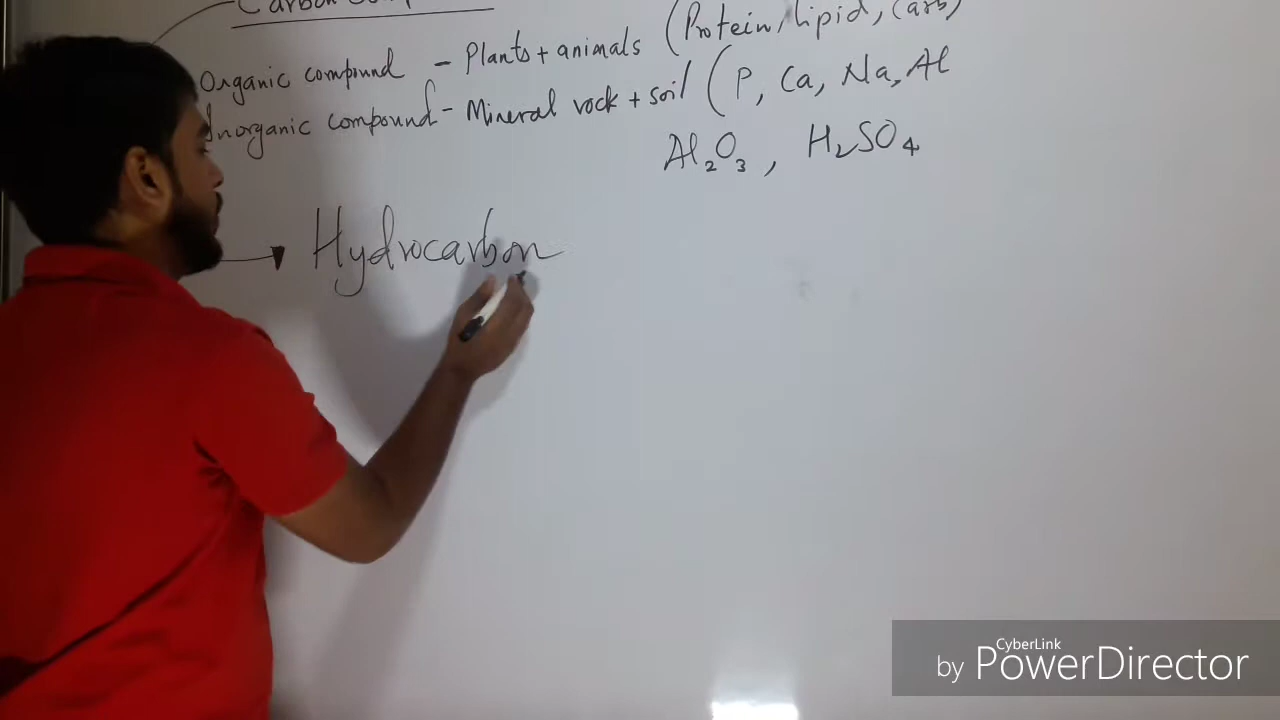 Carbon Comp
Organic compound - Plants + animals (Protein, Lipid, Carb)
Inorganic compound - Mineral rock + soil (P, Ca, Na, Al
Al₂O₃, H₂SO₄
Hydrocarbon
CyberLink
by PowerDirector